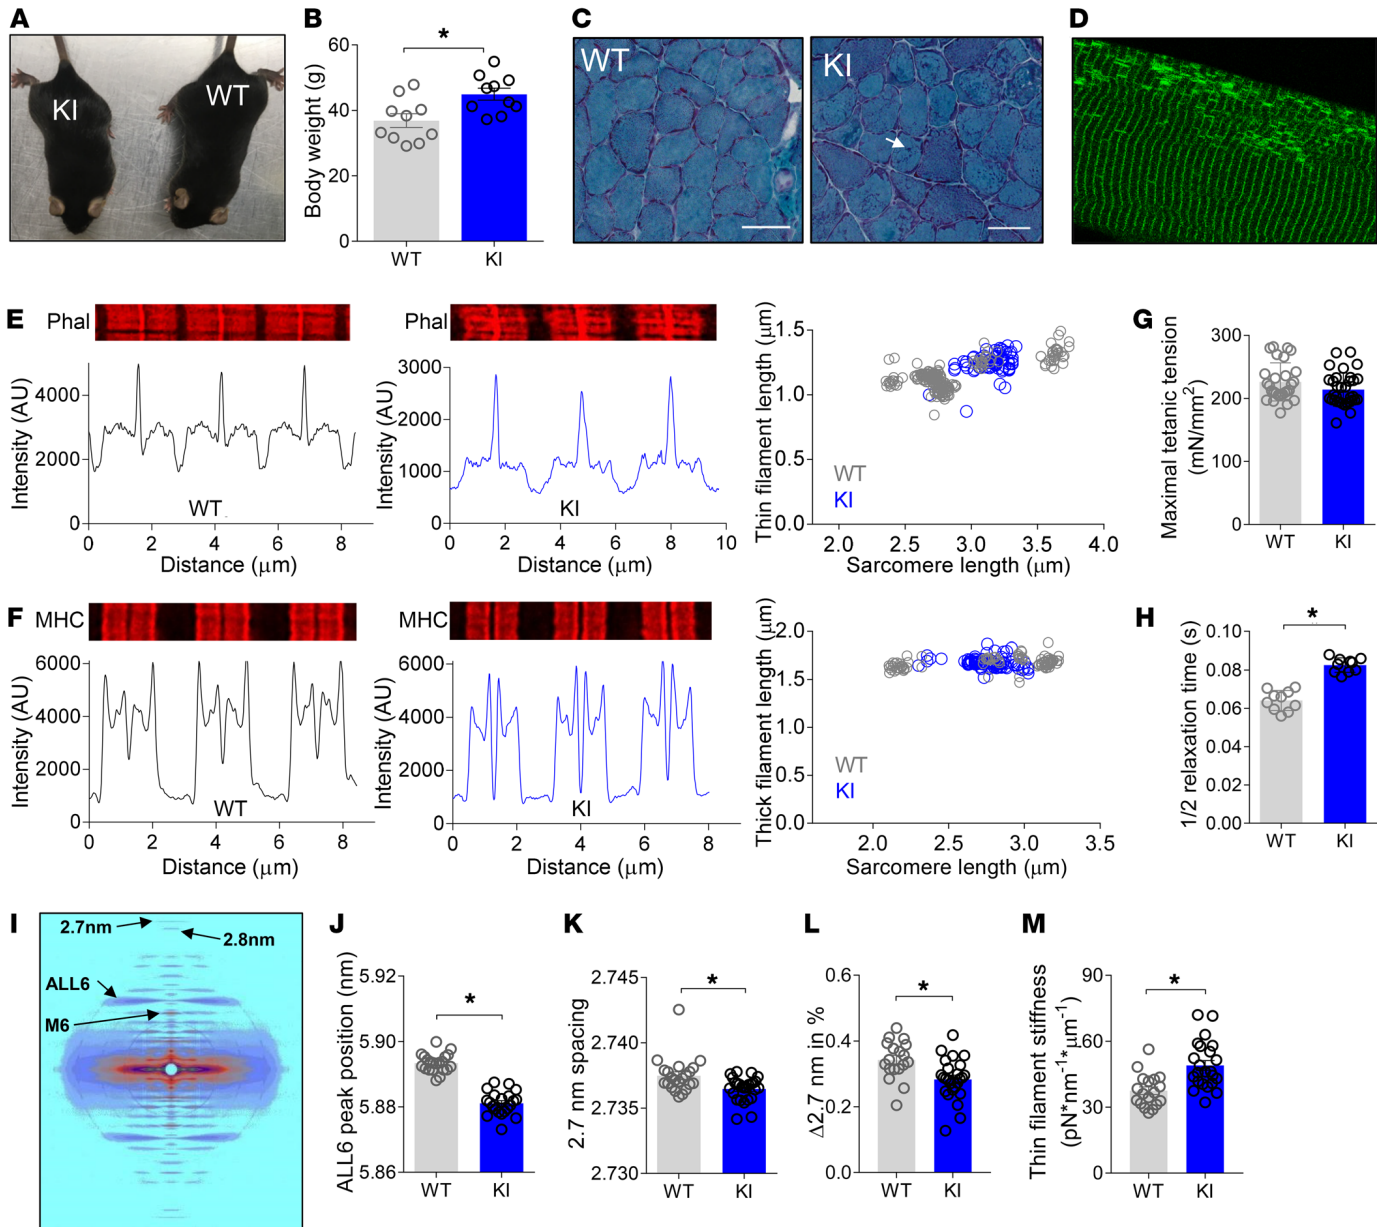 A
KI
WT
B
*
Body weight (g)
60
40
20
0
WT
KI
C
WT
KI
D
E
Phal
Intensity (AU)
4000
2000
0
WT
0 2 4 6 8
Distance (μm)
Phal
Intensity (AU)
3000
2000
1000
0
KI
0 2 4 6 8 10
Distance (μm)
Thin filament length (μm)
1.5
1.0
0.5
0.0
WT
KI
2.0 2.5 3.0 3.5 4.0
Sarcomere length (μm)
G
Maximal tetanic tension
(mN/mm²)
300
200
100
0
WT KI
F
MHC
Intensity (AU)
6000
4000
2000
0
WT
0 2 4 6 8
Distance (μm)
MHC
Intensity (AU)
6000
4000
2000
0
KI
0 2 4 6 8
Distance (μm)
Thick filament length (μm)
2.0
1.5
1.0
0.5
0.0
WT
KI
2.0 2.5 3.0 3.5
Sarcomere length (μm)
H
*
1/2 relaxation time (s)
0.10
0.08
0.06
0.04
0.02
0.00
WT KI
I
2.7nm
2.8nm
ALL6
M6
J
*
ALL6 peak position (nm)
5.92
5.90
5.88
5.86
WT KI
K
*
2.7 nm spacing
2.745
2.740
2.735
2.730
WT KI
L
*
Δ2.7 nm in %
0.6
0.4
0.2
0.0
WT KI
M
*
Thin filament stiffness
(pN*nm⁻¹*μm⁻¹)
90
60
30
0
WT KI